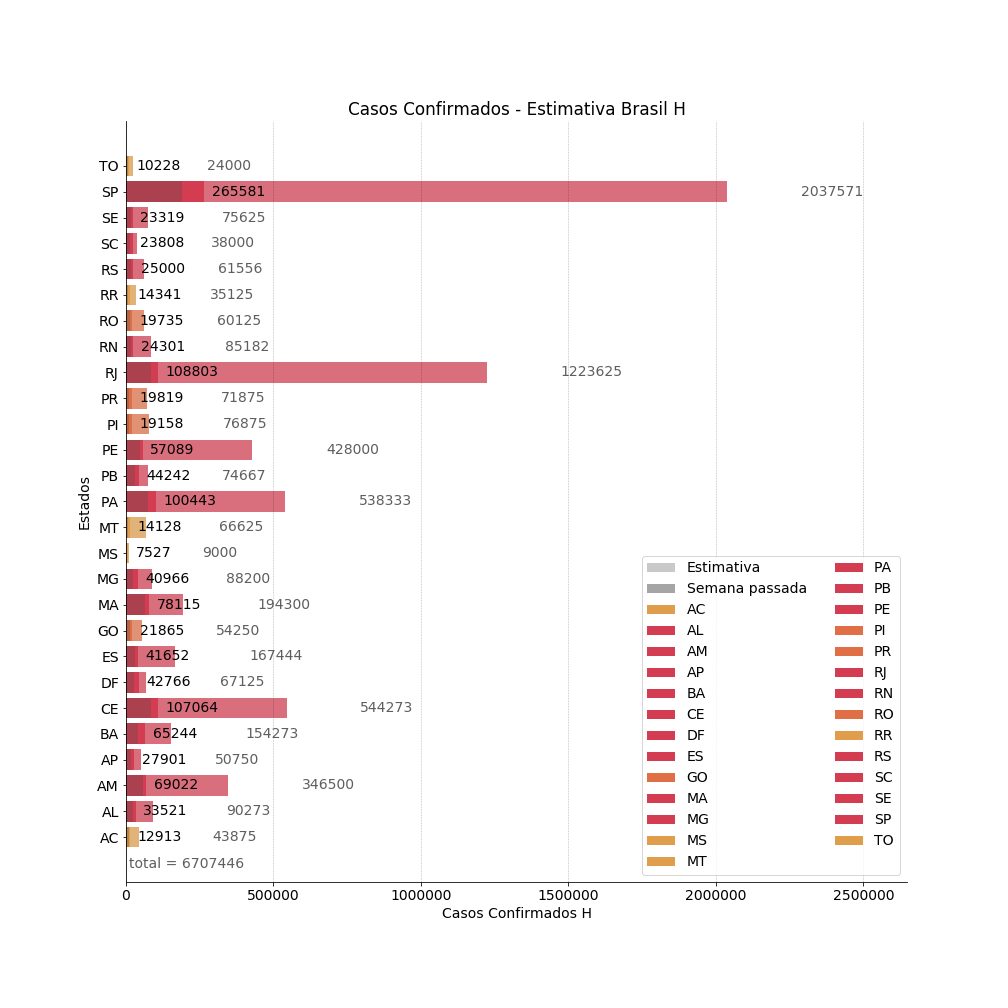 Casos Confirmados - Estimativa Brasil H
TO 10228 24000
SP 265581 2037571
SE 23319 75625
SC 23808 38000
RS 25000 61556
RR 14341 35125
RO 19735 60125
RN 24301 85182
RJ 108803 1223625
PR 19819 71875
PI 19158 76875
PE 57089 428000
PB 44242 74667
PA 100443 538333
MT 14128 66625
MS 7527 9000
MG 40966 88200
MA 78115 194300
GO 21865 54250
ES 41652 167444
DF 42766 67125
CE 107064 544273
BA 65244 154273
AP 27901 50750
AM 69022 346500
AL 33521 90273
AC 12913 43875
total = 6707446
Estados
0 500000 1000000 1500000 2000000 2500000
Casos Confirmados H
Estimativa
Semana passada
AC
AL
AM
AP
BA
CE
DF
ES
GO
MA
MG
MS
MT
PA
PB
PE
PI
PR
RJ
RN
RO
RR
RS
SC
SE
SP
TO